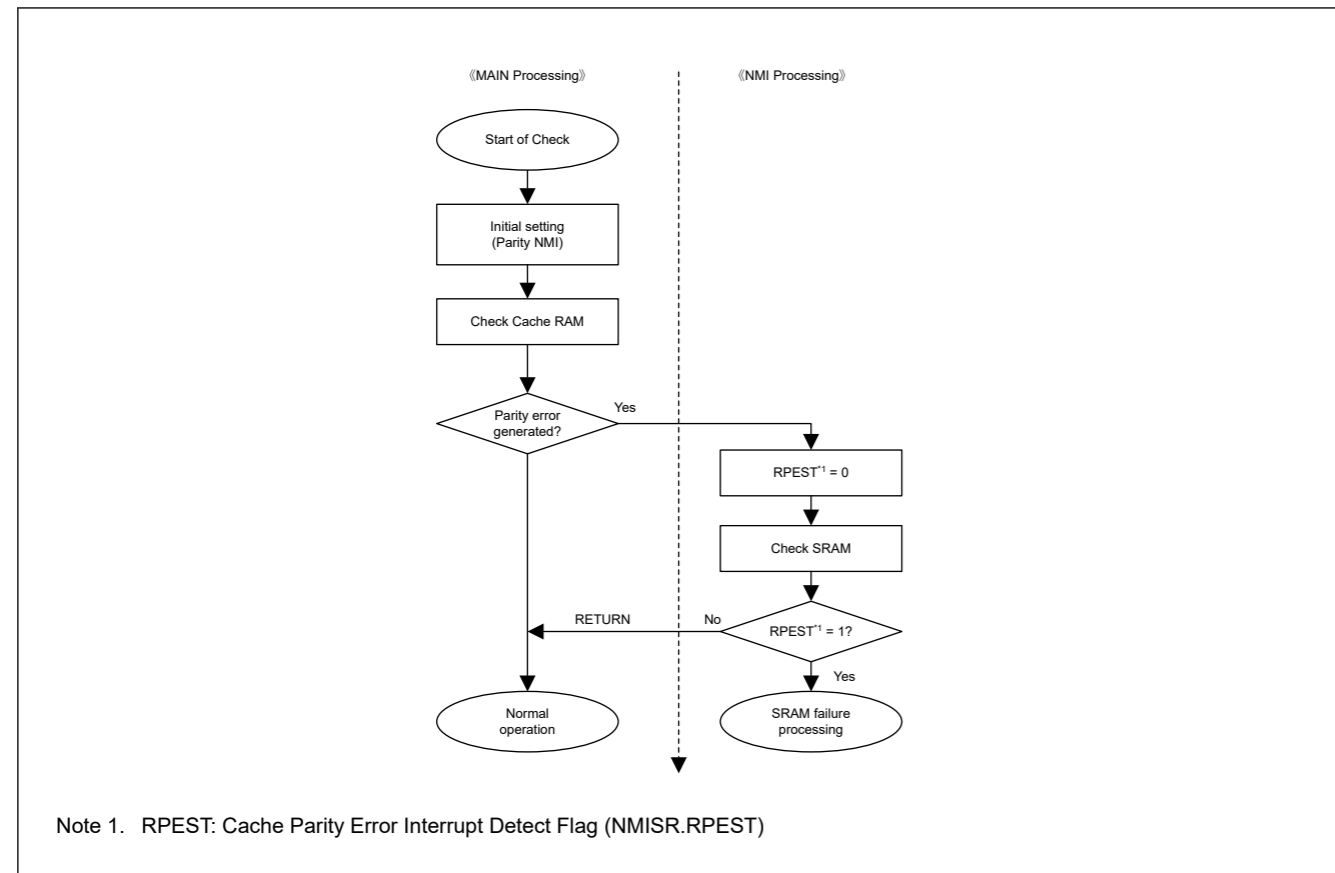 《MAIN Processing》
《NMI Processing》
Start of Check
Initial setting
(Parity NMI)
Check Cache RAM
Parity error
generated?
Yes
RPEST*1 = 0
Check SRAM
RPEST*1 = 1?
No
RETURN
Yes
Normal
operation
SRAM failure
processing
Note 1. RPEST: Cache Parity Error Interrupt Detect Flag (NMISR.RPEST)